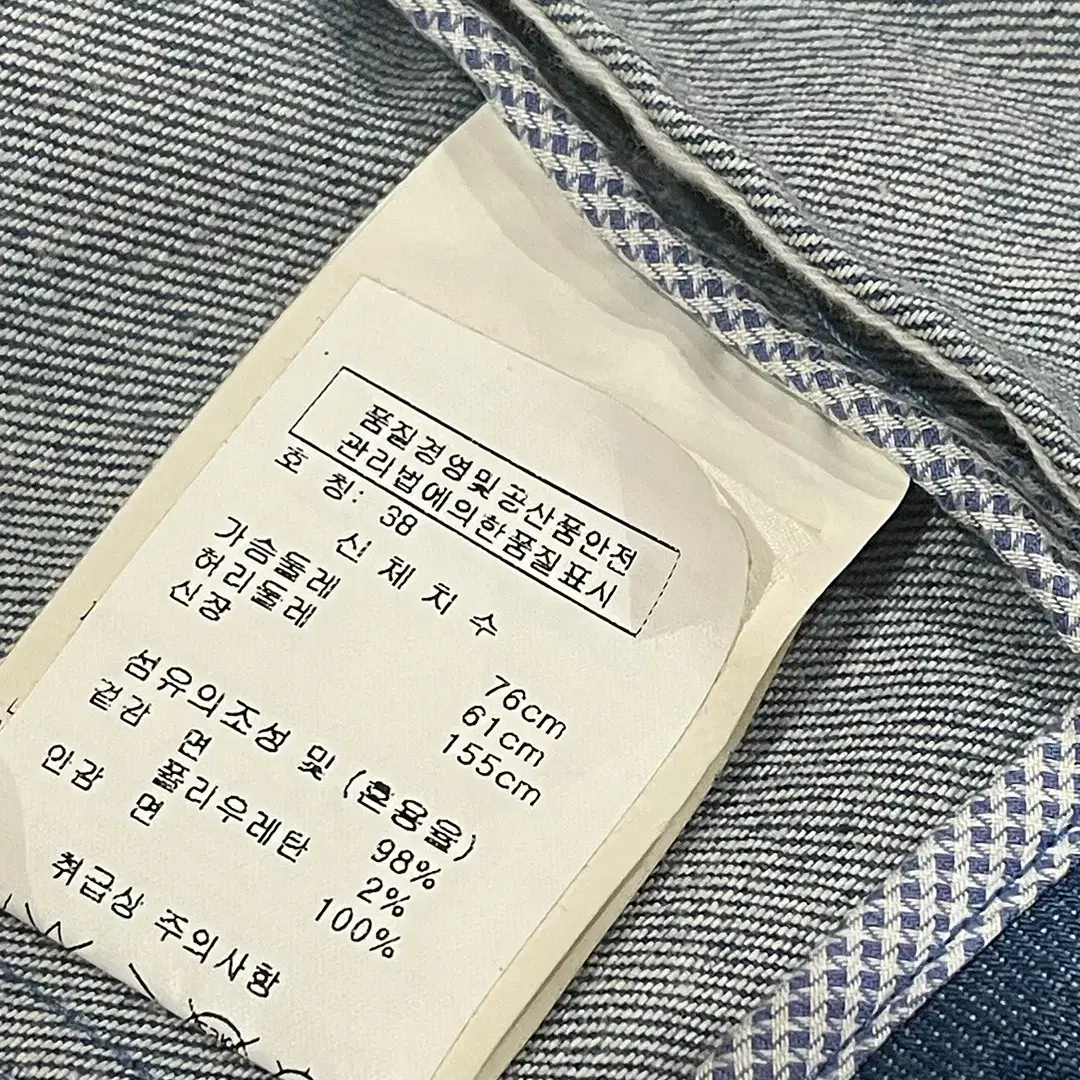 품질경영및공산품안전
관리법에의한품질표시
호 칭: 38
신 체 치 수
가슴둘레 76cm
허리둘레 61cm
신장 155cm
섬유의조성 및 (혼용율)
겉감 면 98%
폴리우레탄 2%
안감 면 100%
취급상 주의사항